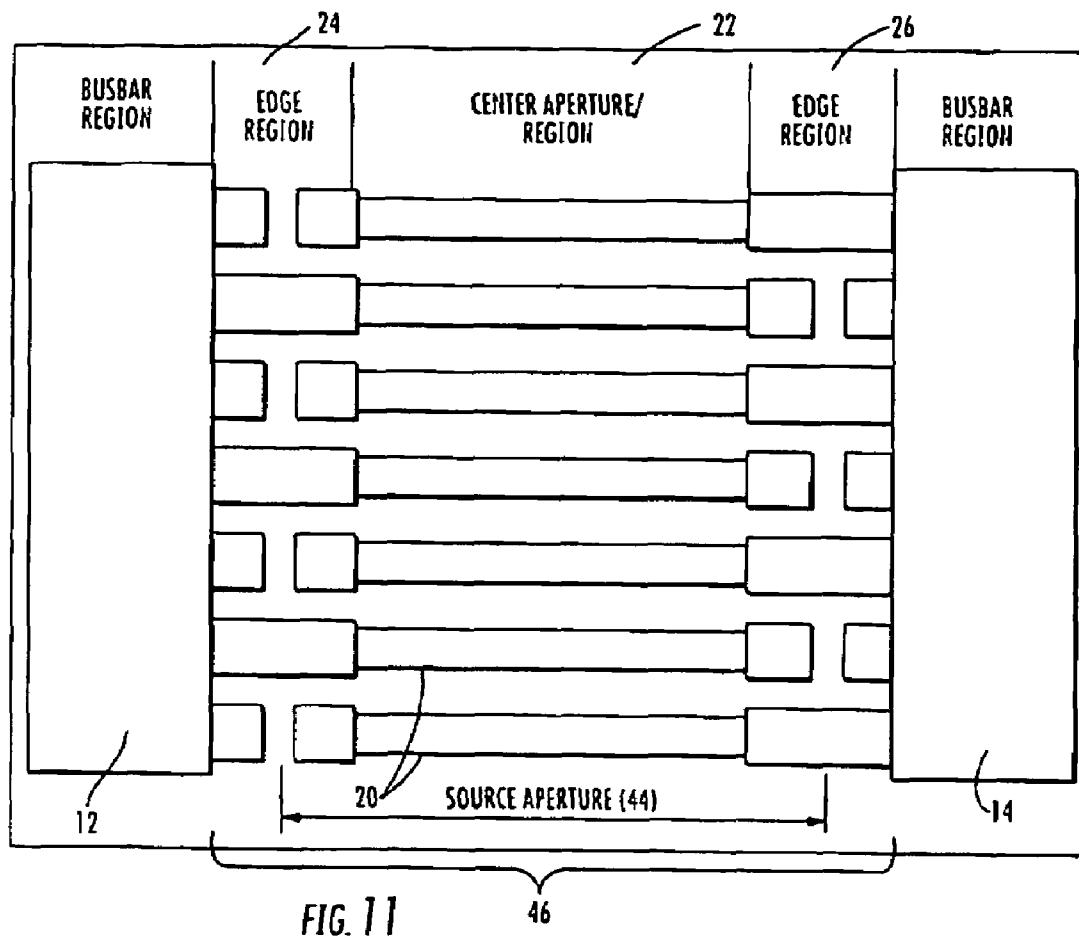 24
22
26
BUSBAR
REGION
EDGE
REGION
CENTER APERTURE/
REGION
EDGE
REGION
BUSBAR
REGION
12
20
SOURCE APERTURE (44)
14
46
FIG. 11